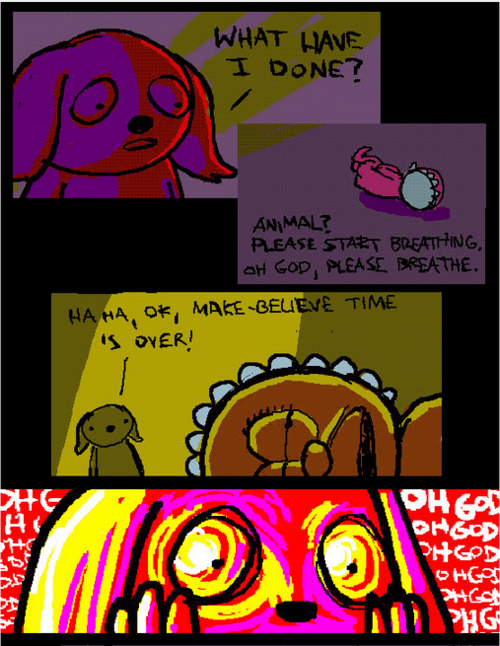 WHAT HAVE
I DONE?
ANIMAL?
PLEASE START BREATHING.
OH GOD, PLEASE BREATHE.
HA HA, OK, MAKE-BELIEVE TIME
IS OVER!
OH GOD
OH GOD
OH GOD
OH GOD
OH GOD